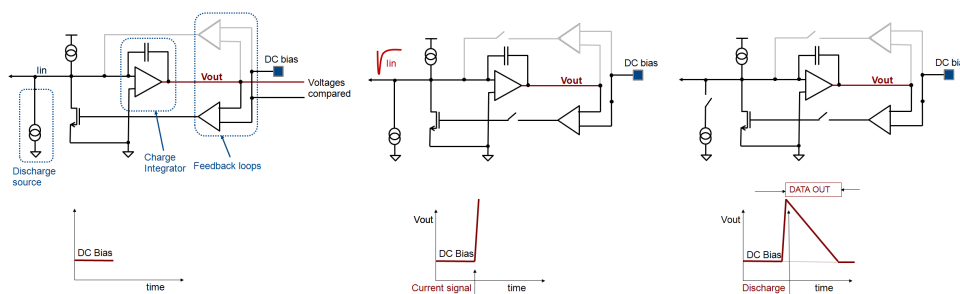 Iin
Vout
DC bias
Voltages
compared
Discharge
source
Charge
Integrator
Feedback loops
DC Bias
time
Iin
Vout
DC bias
Vout
DC Bias
Current signal
time
Vout
DC bias
DATA OUT
Vout
DC Bias
Discharge
time